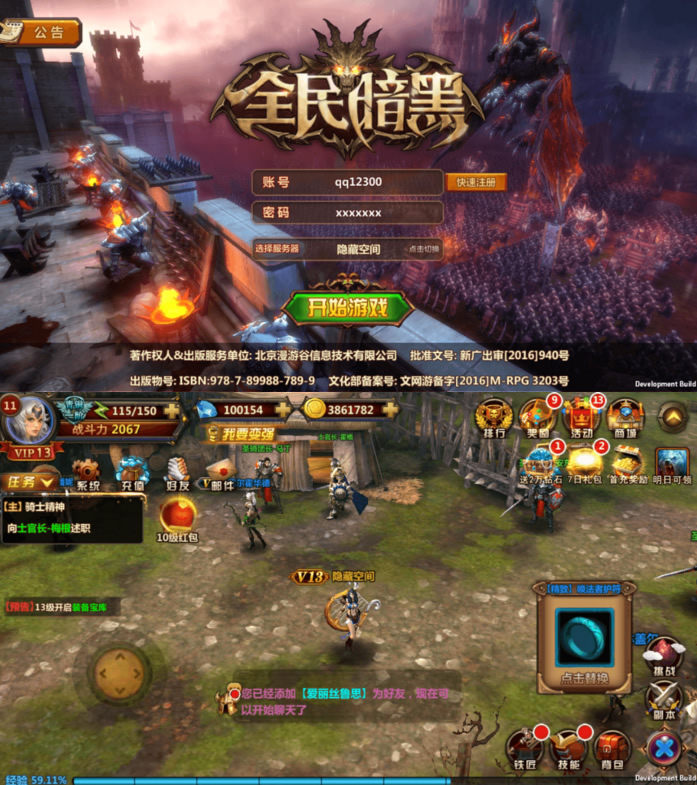 公告
全民暗黑
账号 qq12300 快速注册
密码 xxxxxxx
选择服务器 隐藏空间 点击切换
开始游戏
著作权人&出版服务单位: 北京漫游谷信息技术有限公司 批准文号: 新广出审[2016]940号
出版物号: ISBN:978-7-89988-789-9 文化部备案号: 文网游备字[2016]M-RPG 3203号
Development Build
11 115/150 100154 3861782
战斗力 2067
VIP 13
我要变强
排行 奖励 9 活动 13 商城
任务 系统 充值 好友 邮件
送2万钻石 1 7日礼包 2 首充奖励 明日可领
[主] 骑士精神
向士官长-梅根述职
10级红包
V13 隐藏空间
[预告]13级开启装备宝库
点击替换
挑战
您已经添加【爱丽丝鲁思】为好友，现在可
以开始聊天了
副本
铁匠 技能 背包
经验 59.11%
Development Build